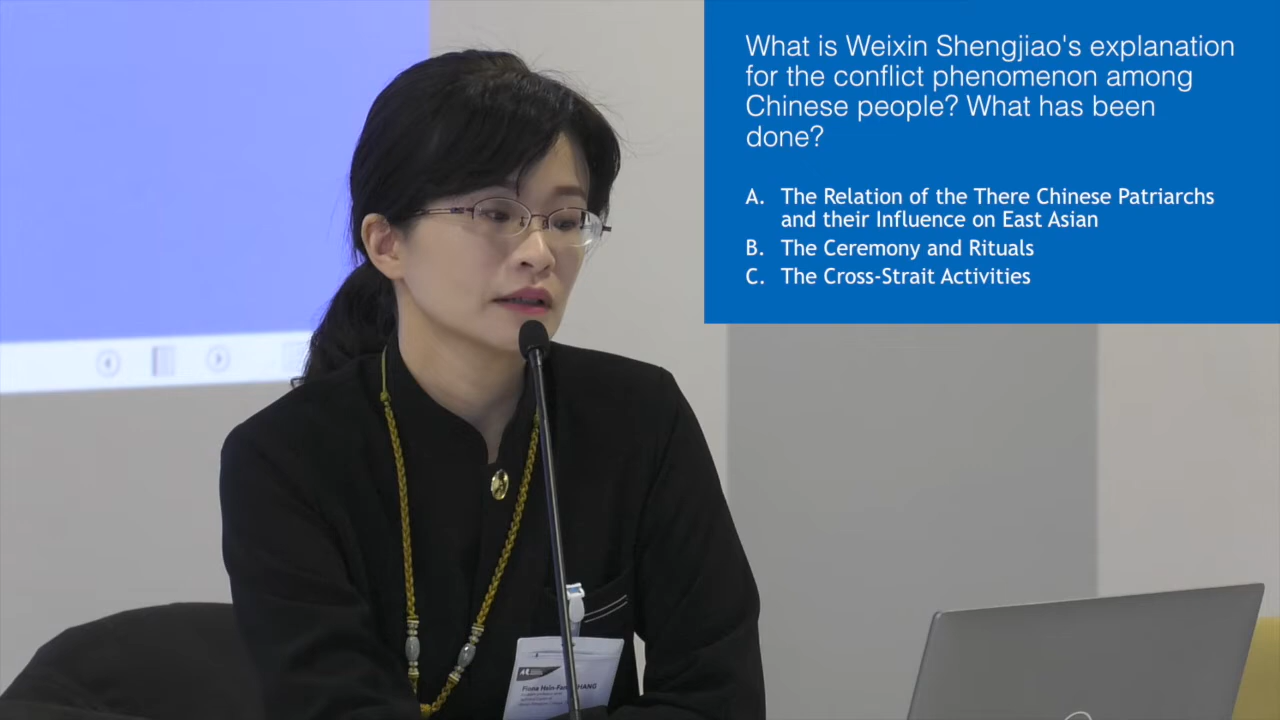 What is Weixin Shengjiao's explanation
for the conflict phenomenon among
Chinese people? What has been
done?
A. The Relation of the There Chinese Patriarchs
and their Influence on East Asian
B. The Ceremony and Rituals
C. The Cross-Strait Activities